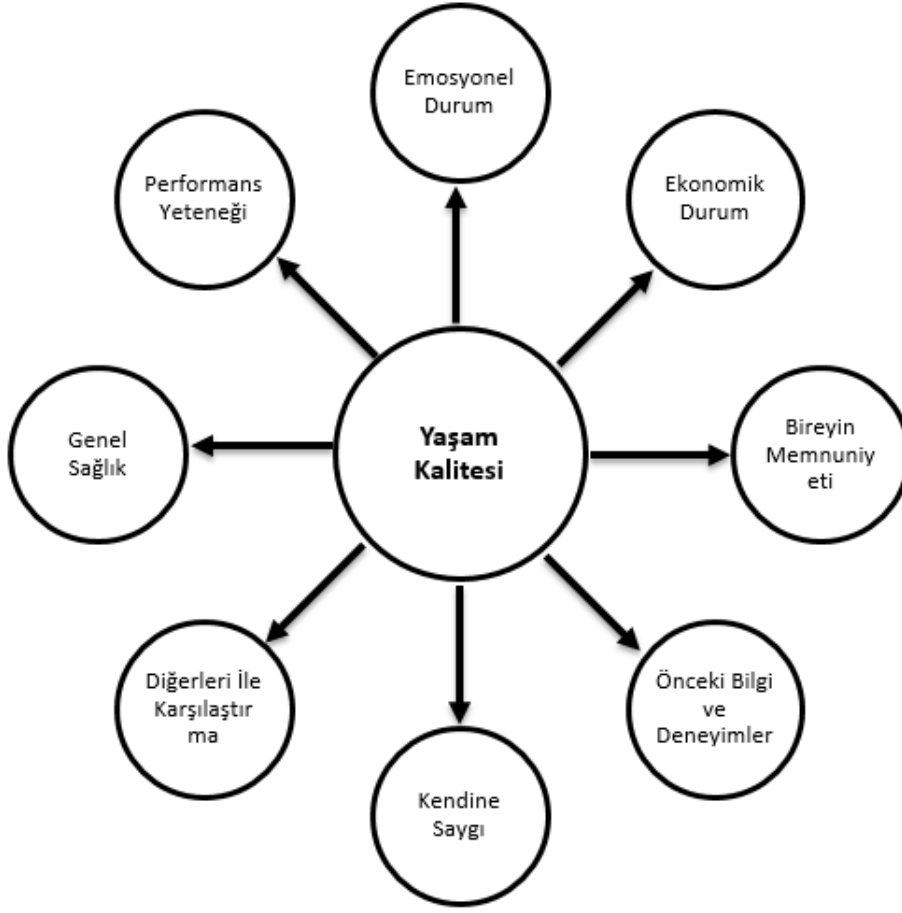 Emosyonel
Durum
Performans
Yeteneği
Ekonomik
Durum
Genel
Sağlık
Yaşam
Kalitesi
Bireyin
Memnuniy
eti
Diğerleri İle
Karşılaştır
ma
Önceki Bilgi
ve
Deneyimler
Kendine
Saygı